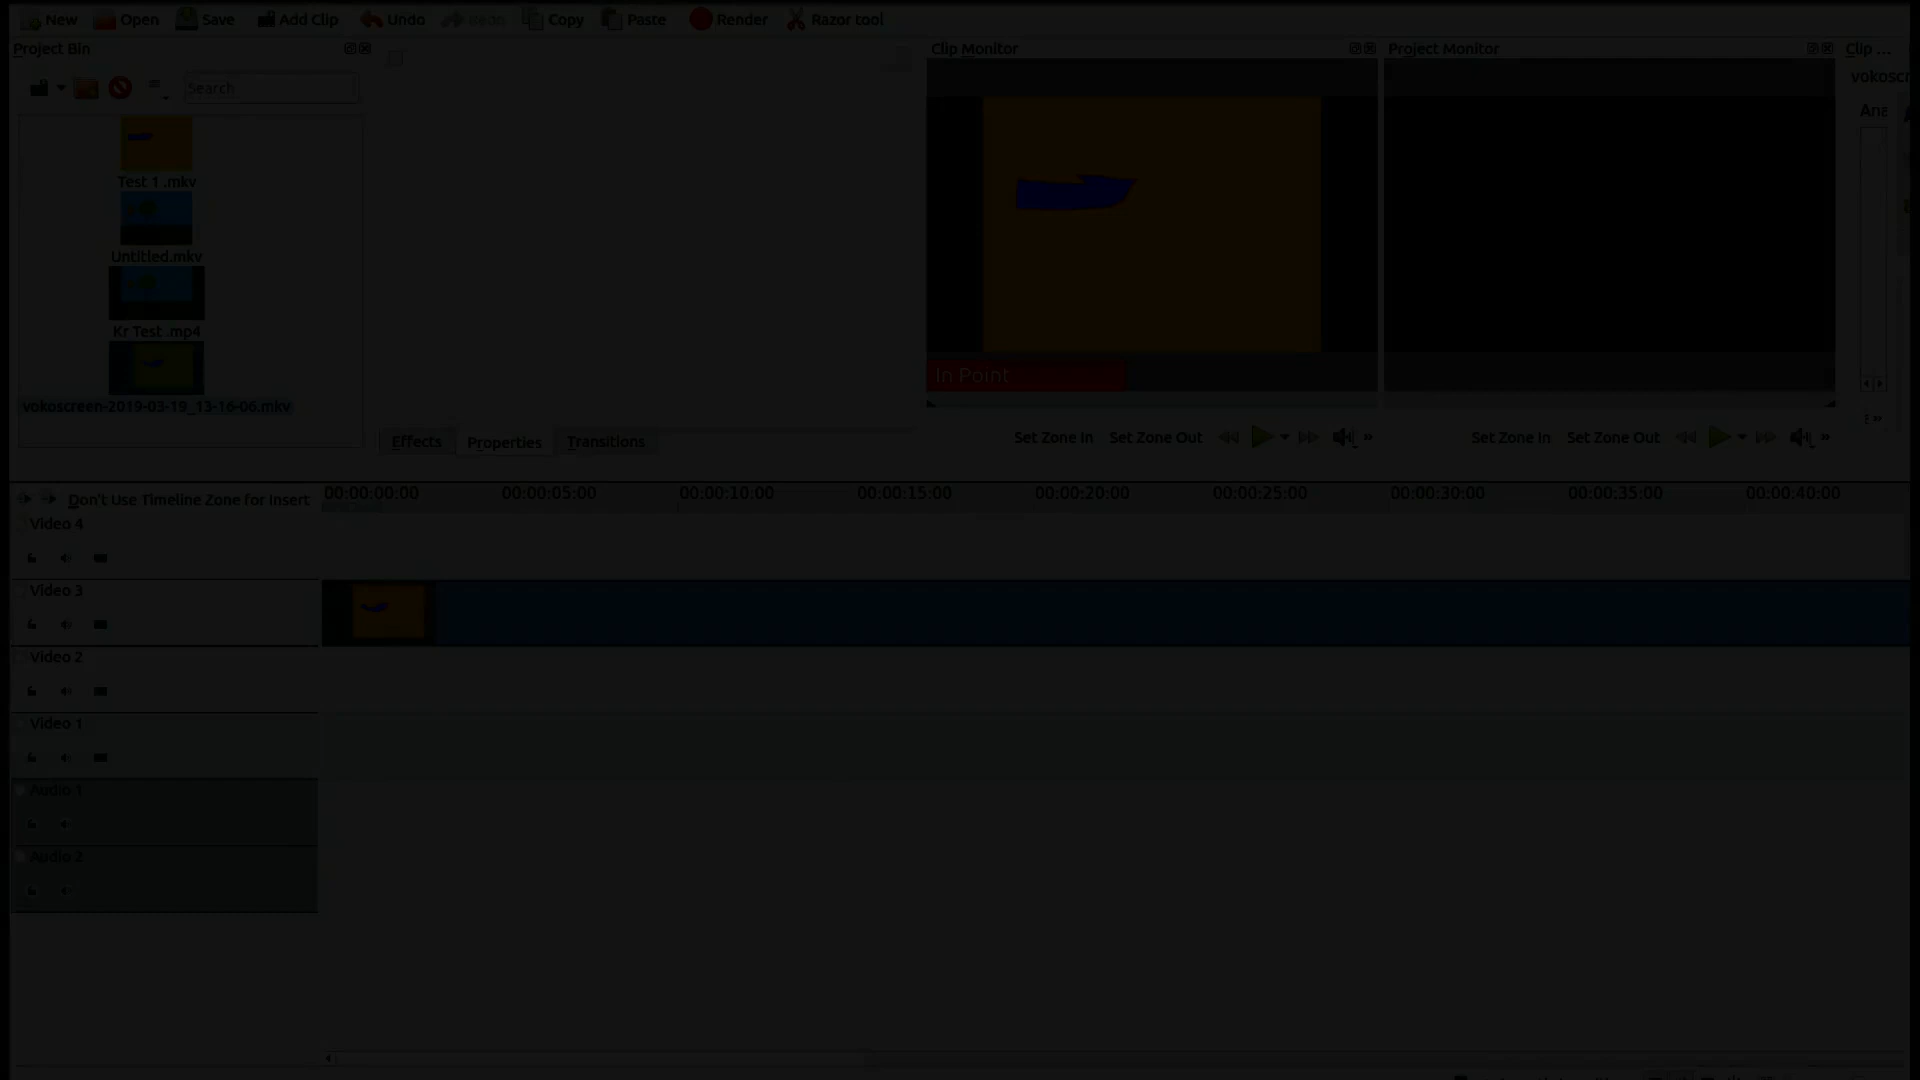 New Open Save Add Clip Undo Redo Copy Paste Render Razor tool
Project Bin
Search
Test 1 .mkv
Untitled.mkv
Kr Test .mp4
vokoscreen-2019-03-19_13-16-06.mkv
Effects Properties Transitions
Clip Monitor
In Point
Set Zone In Set Zone Out »
Project Monitor
Set Zone In Set Zone Out »
Clip ...
vokoscr
Ana
Don't Use Timeline Zone for Insert
00:00:00:00 00:00:05:00 00:00:10:00 00:00:15:00 00:00:20:00 00:00:25:00 00:00:30:00 00:00:35:00 00:00:40:00
Video 4
Video 3
Video 2
Video 1
Audio 1
Audio 2